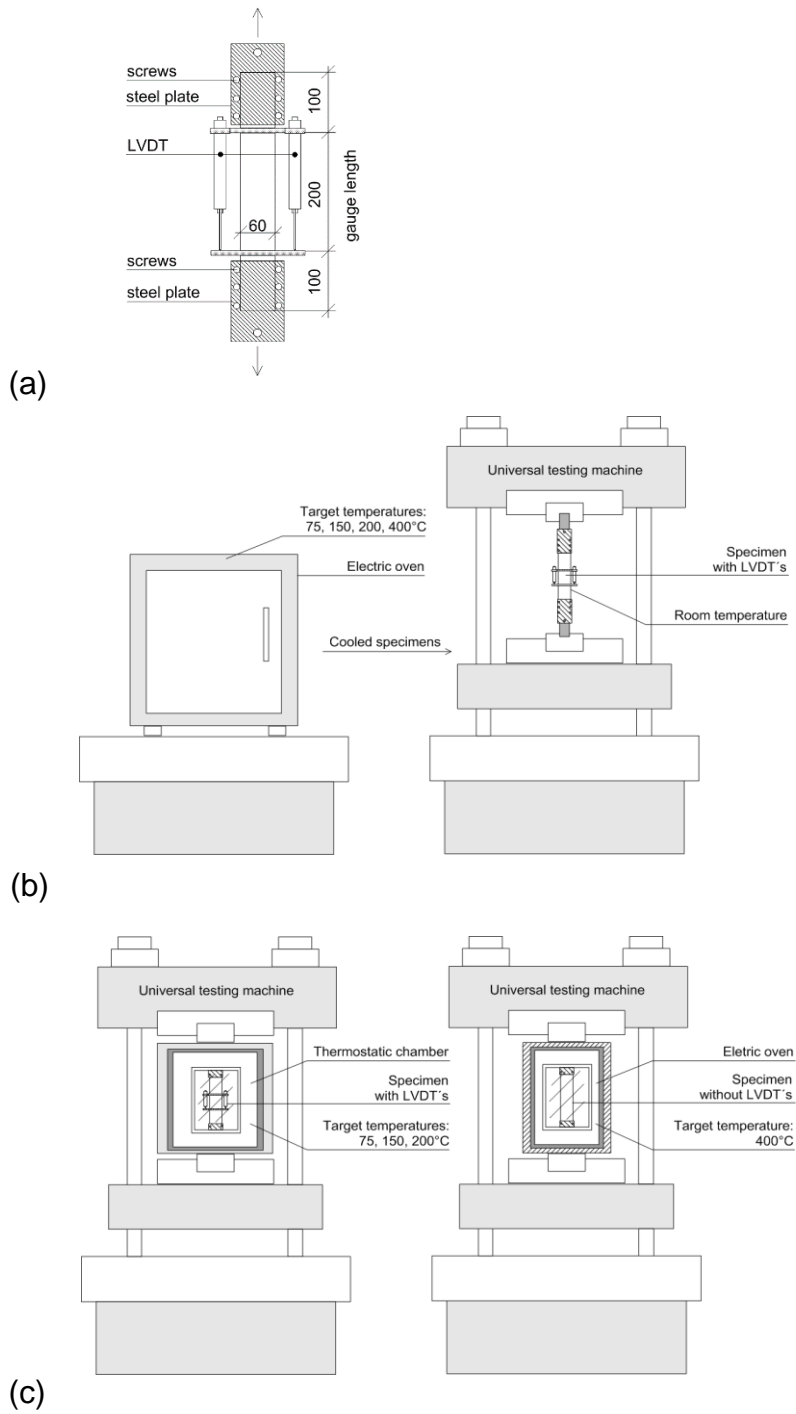 screws
steel plate
100
LVDT
200
gauge length
60
screws
steel plate
100
(a)
Universal testing machine
Target temperatures:
75, 150, 200, 400°C
Electric oven
Specimen
with LVDT´s
Room temperature
Cooled specimens
(b)
Universal testing machine
Thermostatic chamber
Specimen
with LVDT´s
Target temperatures:
75, 150, 200°C
Universal testing machine
Eletric oven
Specimen
without LVDT´s
Target temperature:
400°C
(c)